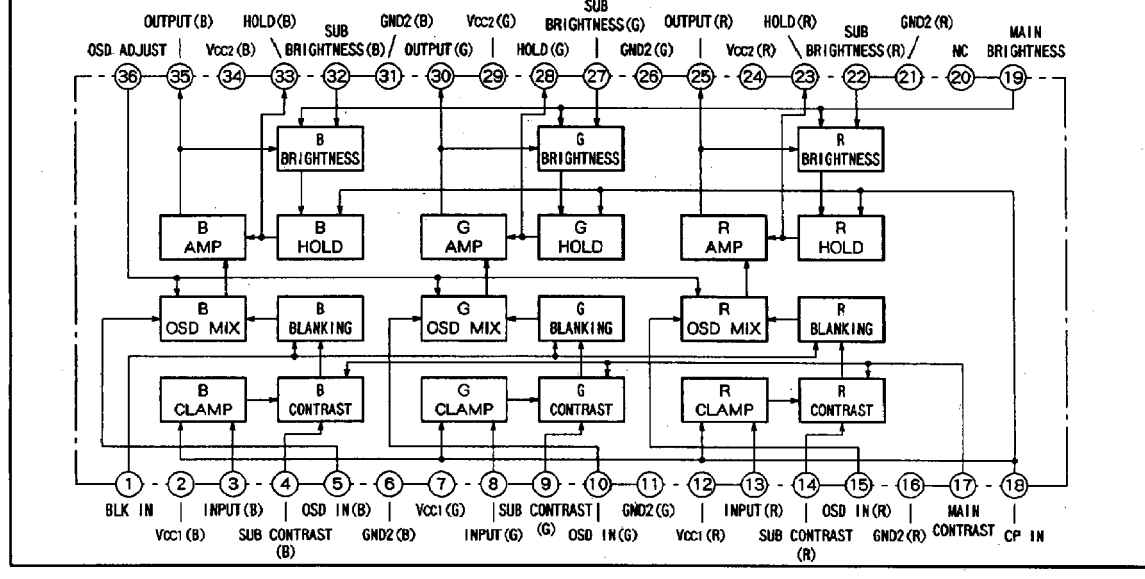 SUB
OUTPUT(B) HOLD(B) GND2(B) VCC2(G) BRIGHTNESS(G) OUTPUT(R) HOLD(R) GND2(R)
SUB SUB MAIN
OSD ADJUST VCC2(B) BRIGHTNESS(B) OUTPUT(G) HOLD(G) GND2(G) VCC2(R) BRIGHTNESS(R) NC BRIGHTNESS
36 35 34 33 32 31 30 29 28 27 26 25 24 23 22 21 20 19
B G R
BRIGHTNESS BRIGHTNESS BRIGHTNESS
B B G G R R
AMP HOLD AMP HOLD AMP HOLD
B B G G R R
OSD MIX BLANKING OSD MIX BLANKING OSD MIX BLANKING
B B G G R R
CLAMP CONTRAST CLAMP CONTRAST CLAMP CONTRAST
1 2 3 4 5 6 7 8 9 10 11 12 13 14 15 16 17 18
BLK IN INPUT(B) OSD IN(B) VCC1(G) SUB CONTRAST GND2(G) INPUT(R) OSD IN(R) MAIN
VCC1(B) SUB CONTRAST GND2(B) INPUT(G) (G) OSD IN(G) VCC1(R) SUB CONTRAST GND2(R) CONTRAST CP IN
(B) (R)